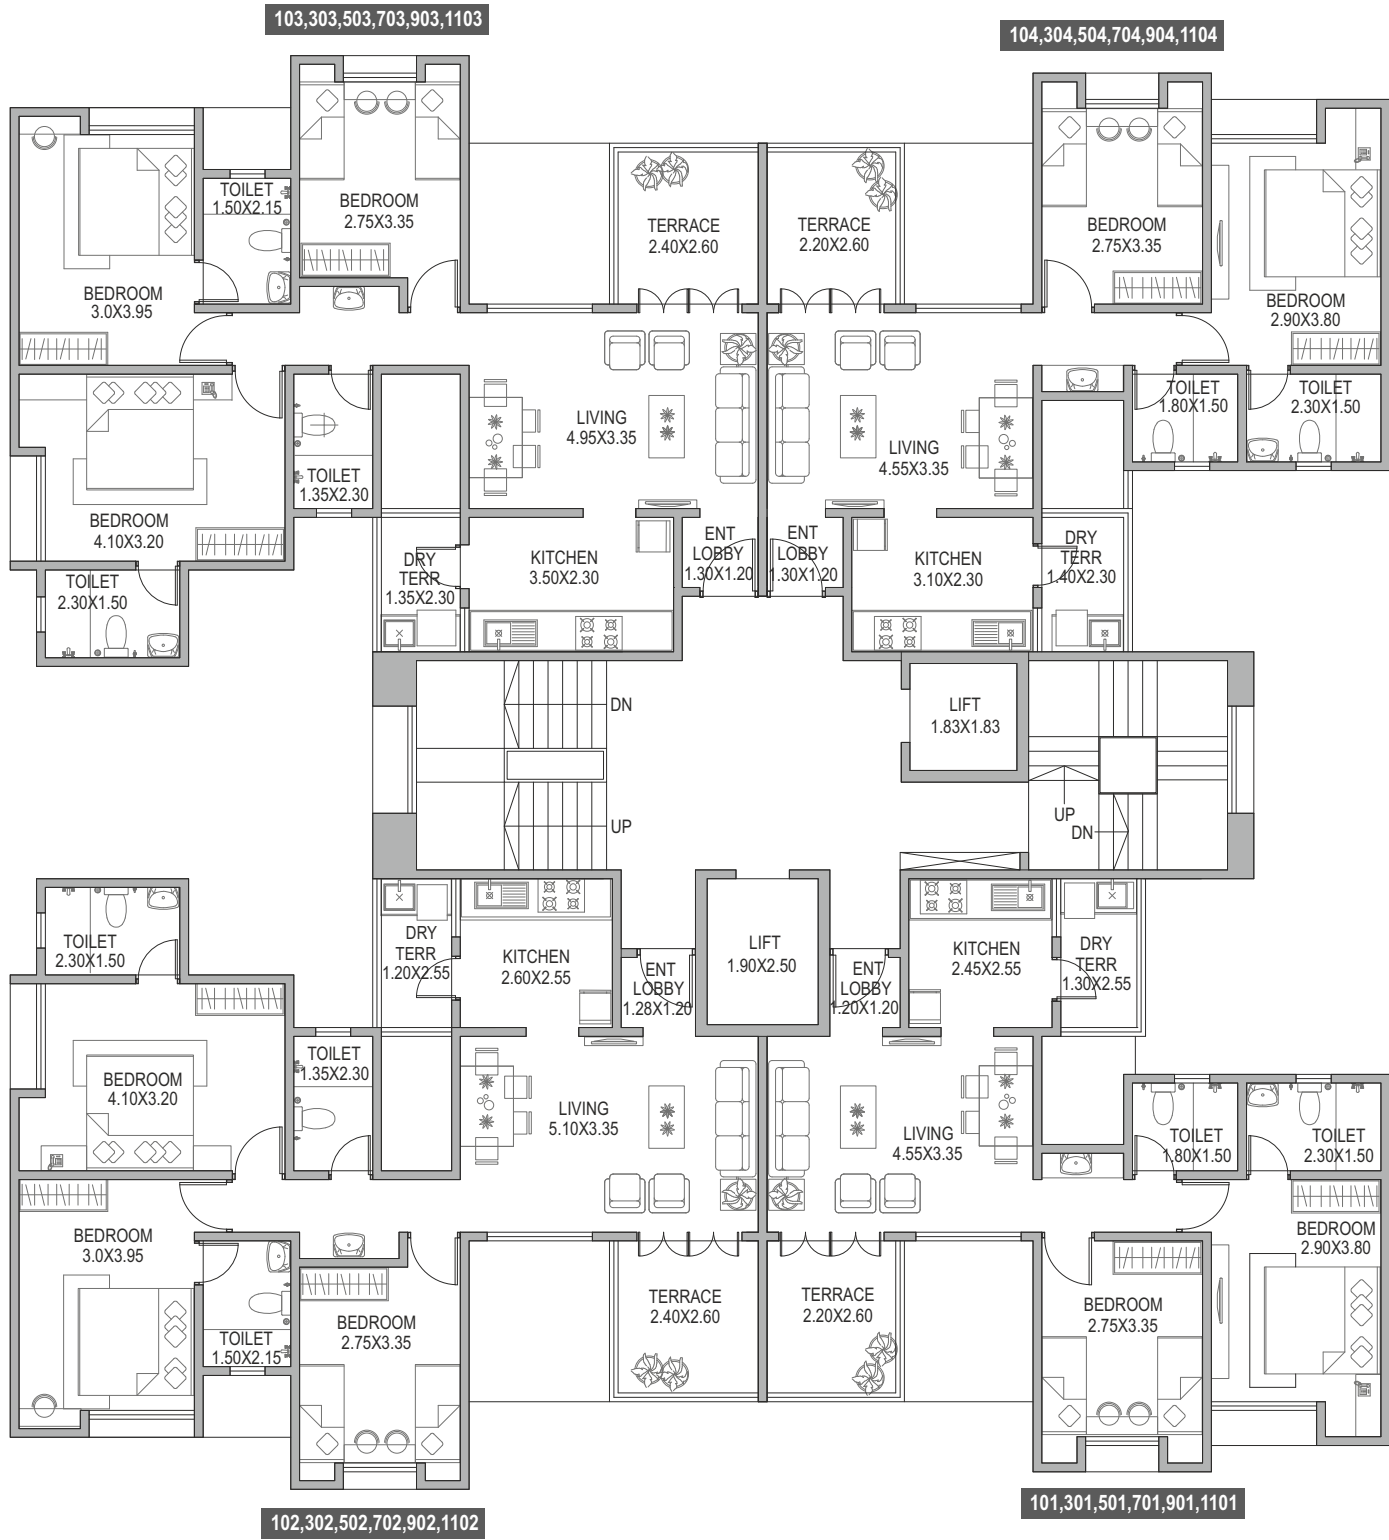 103,303,503,703,903,1103
104,304,504,704,904,1104
TOILET
1.50X2.15
BEDROOM
2.75X3.35
TERRACE
2.40X2.60
TERRACE
2.20X2.60
BEDROOM
2.75X3.35
BEDROOM
3.0X3.95
BEDROOM
2.90X3.80
TOILET
1.80X1.50
TOILET
2.30X1.50
LIVING
4.95X3.35
LIVING
4.55X3.35
TOILET
1.35X2.30
BEDROOM
4.10X3.20
DRY
TERR
1.35X2.30
KITCHEN
3.50X2.30
ENT
LOBBY
1.30X1.20
ENT
LOBBY
1.30X1.20
KITCHEN
3.10X2.30
DRY
TERR
1.40X2.30
TOILET
2.30X1.50
DN
LIFT
1.83X1.83
UP
UP
DN
TOILET
2.30X1.50
DRY
TERR
1.20X2.55
KITCHEN
2.60X2.55
ENT
LOBBY
1.28X1.20
LIFT
1.90X2.50
ENT
LOBBY
1.20X1.20
KITCHEN
2.45X2.55
DRY
TERR
1.30X2.55
BEDROOM
4.10X3.20
TOILET
1.35X2.30
LIVING
5.10X3.35
LIVING
4.55X3.35
TOILET
1.80X1.50
TOILET
2.30X1.50
BEDROOM
3.0X3.95
BEDROOM
2.90X3.80
TOILET
1.50X2.15
BEDROOM
2.75X3.35
TERRACE
2.40X2.60
TERRACE
2.20X2.60
BEDROOM
2.75X3.35
101,301,501,701,901,1101
102,302,502,702,902,1102